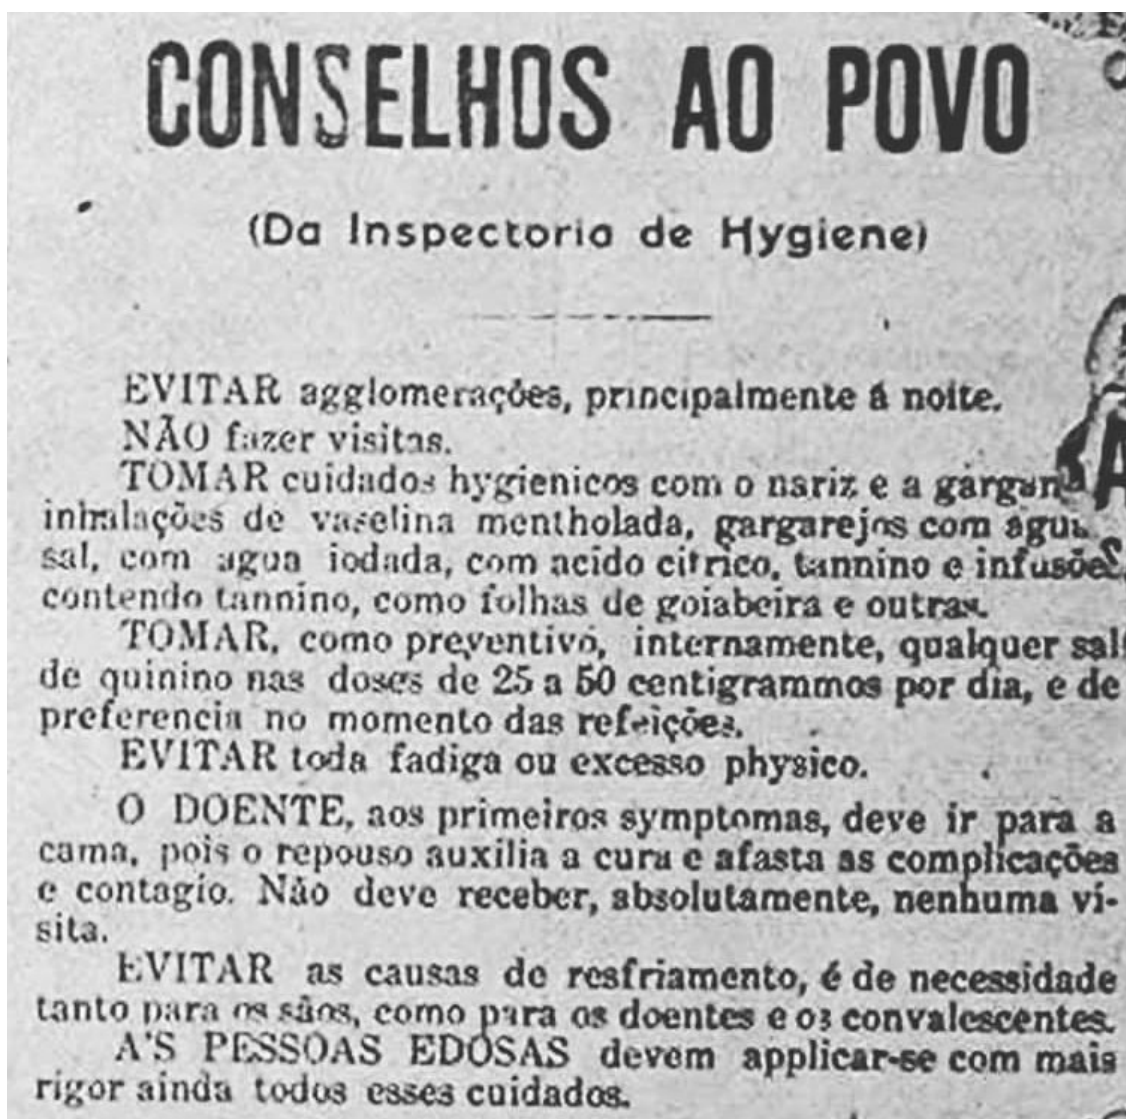 CONSELHOS AO POVO
(Da Inspectoria de Hygiene)
EVITAR agglomerações, principalmente á noite.
NÃO fazer visitas.
TOMAR cuidados hygienicos com o nariz e a
inhalações de vaselina mentholada, gargarejos com
sal, com agua iodada, com acido citrico, tannino e infusões
contendo tannino, como folhas de goiabeira e outras.
TOMAR, como preventivo, internamente, qualquer sal
de quinino nas doses de 25 a 50 centigrammos por dia, e de
preferencia no momento das refeições.
EVITAR toda fadiga ou excesso physico.
O DOENTE, aos primeiros symptomas, deve ir para a
cama, pois o repouso auxilia a cura e afasta as complicações
e contagio. Não deve receber, absolutamente, nenhuma vi-
sita.
EVITAR as causas de resfriamento, é de necessidade
tanto para os sãos, como para os doentes e os convalescentes.
A'S PESSOAS EDOSAS devem applicar-se com mais
rigor ainda todos esses cuidados.